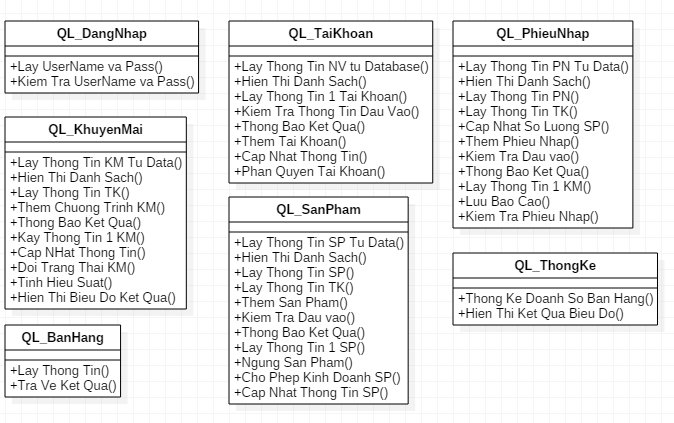 QL_DangNhap
+Lay UserName va Pass()
+Kiem Tra UserName va Pass()
QL_KhuyenMai
+Lay Thong Tin KM Tu Data()
+Hien Thi Danh Sach()
+Lay Thong Tin TK()
+Them Chuong Trinh KM()
+Thong Bao Ket Qua()
+Kay Thong Tin 1 KM()
+Cap NHat Thong Tin()
+Doi Trang Thai KM()
+Tinh Hieu Suat()
+Hien Thi Bieu Do Ket Qua()
QL_BanHang
+Lay Thong Tin()
+Tra Ve Ket Qua()
QL_TaiKhoan
+Lay Thong Tin NV tu Database()
+Hien Thi Danh Sach()
+Lay Thong Tin 1 Tai Khoan()
+Kiem Tra Thong Tin Dau Vao()
+Thong Bao Ket Qua()
+Them Tai Khoan()
+Cap Nhat Thong Tin()
+Phan Quyen Tai Khoan()
QL_SanPham
+Lay Thong Tin SP Tu Data()
+Hien Thi Danh Sach()
+Lay Thong Tin SP()
+Lay Thong Tin TK()
+Them San Pham()
+Kiem Tra Dau vao()
+Thong Bao Ket Qua()
+Lay Thong Tin 1 SP()
+Ngung San Pham()
+Cho Phep Kinh Doanh SP()
+Cap Nhat Thong Tin SP()
QL_PhieuNhap
+Lay Thong Tin PN Tu Data()
+Hien Thi Danh Sach()
+Lay Thong Tin PN()
+Lay Thong Tin TK()
+Cap Nhat So Luong SP()
+Them Phieu Nhap()
+Kiem Tra Dau vao()
+Thong Bao Ket Qua()
+Lay Thong Tin 1 KM()
+Luu Bao Cao()
+Kiem Tra Phieu Nhap()
QL_ThongKe
+Thong Ke Doanh So Ban Hang()
+Hien Thi Ket Qua Bieu Do()